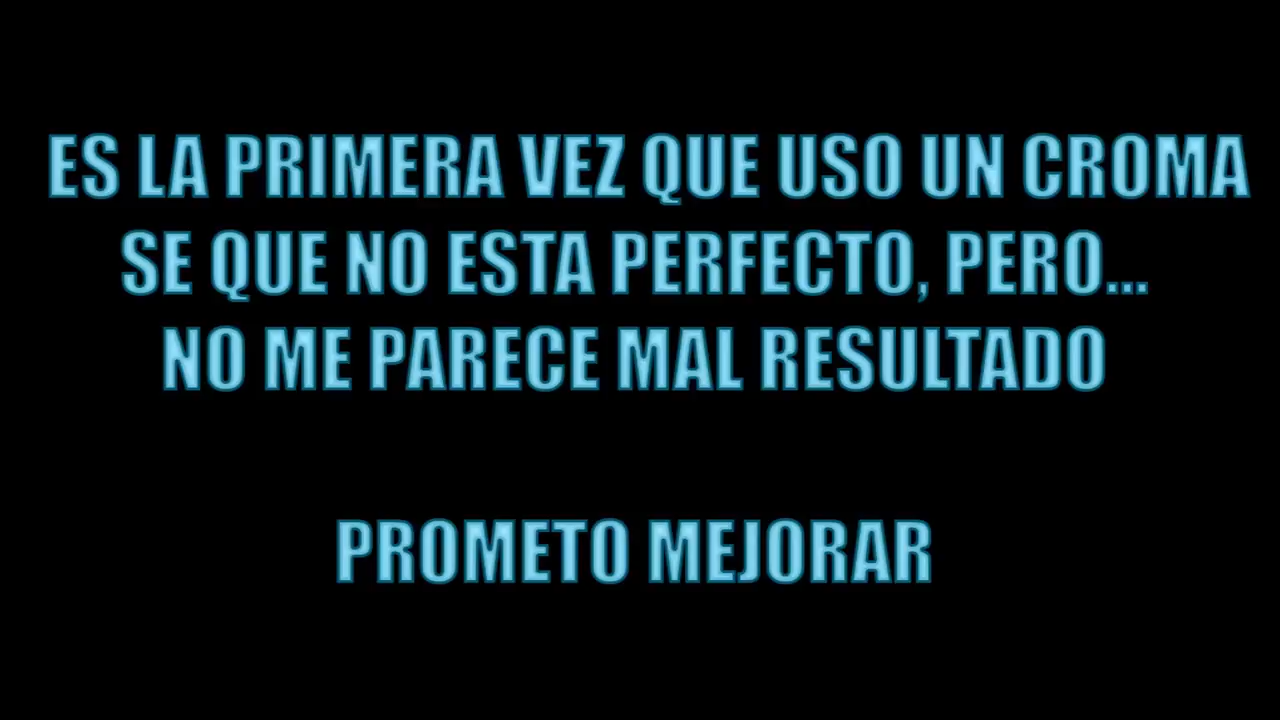 ES LA PRIMERA VEZ QUE USO UN CROMA
SE QUE NO ESTA PERFECTO, PERO...
NO ME PARECE MAL RESULTADO
PROMETO MEJORAR